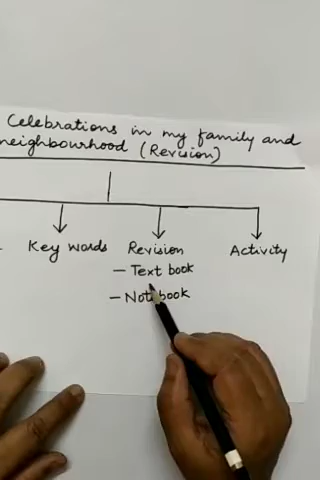 Celebrations in my family and
neighbourhood (Revision)
Key words Revision Activity
- Text book
- Note book